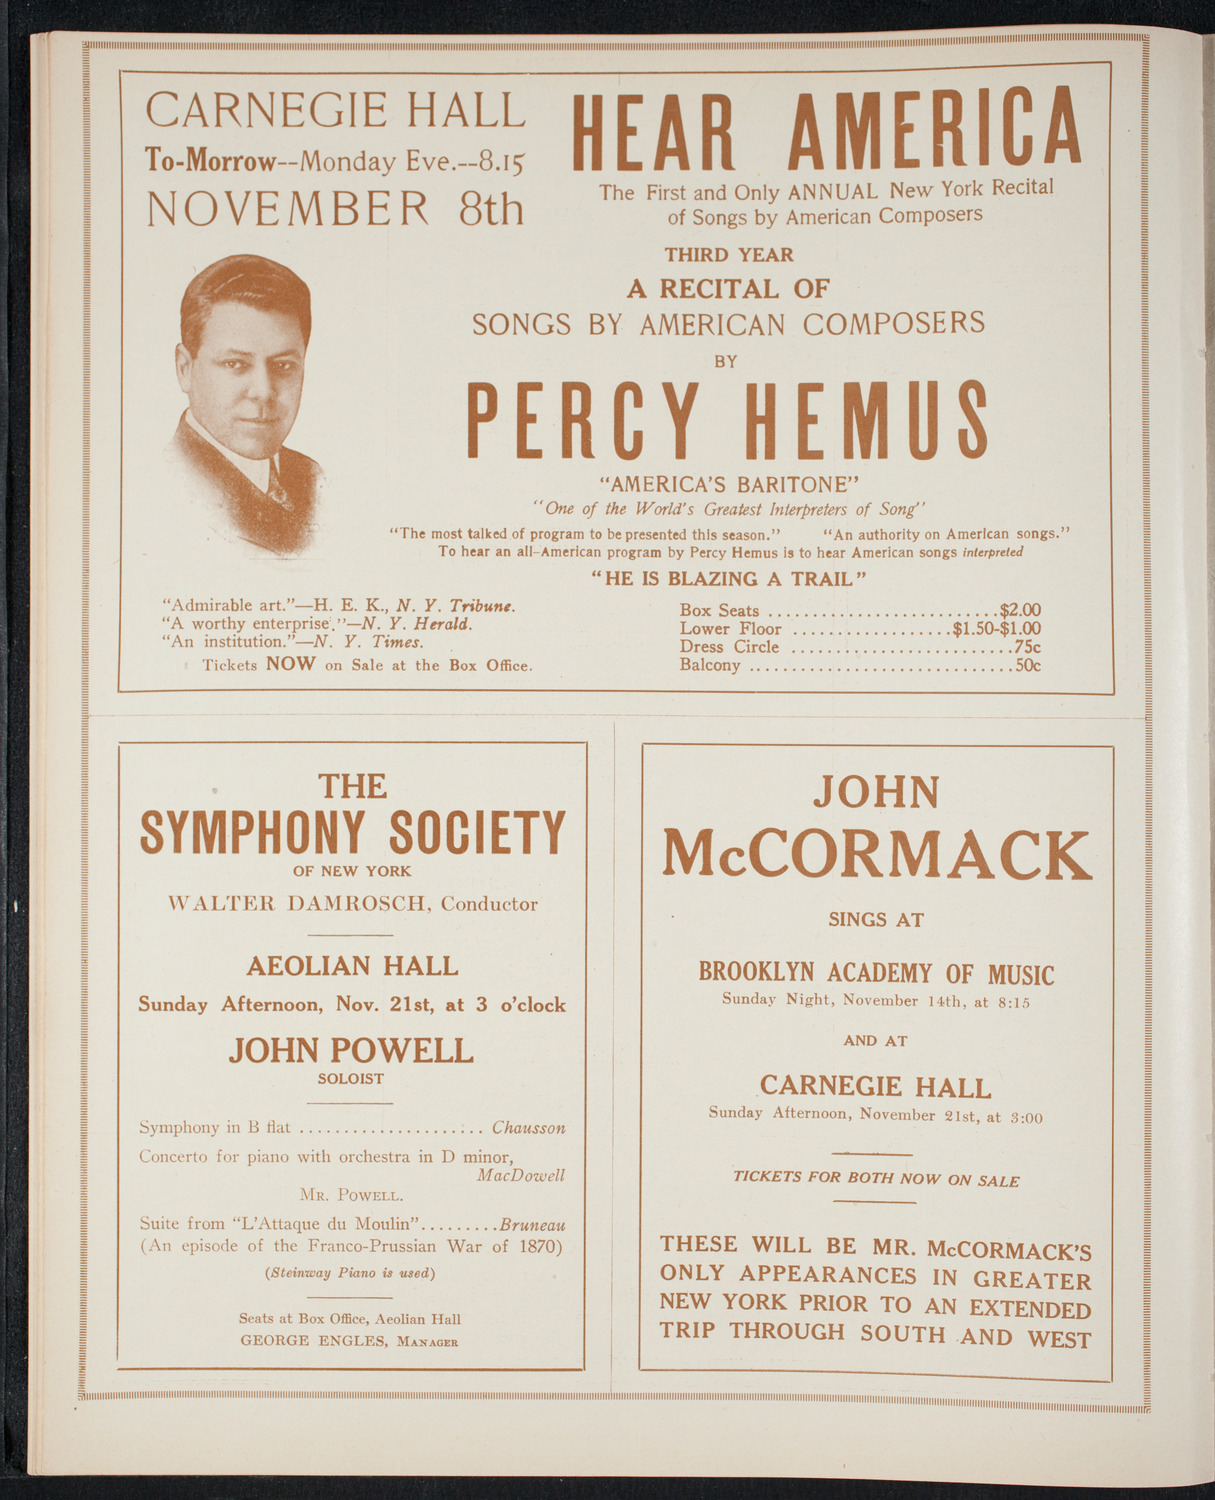 CARNEGIE HALL
To-Morrow--Monday Eve.--8.15
NOVEMBER 8th
HEAR AMERICA
The First and Only ANNUAL New York Recital
of Songs by American Composers
THIRD YEAR
A RECITAL OF
SONGS BY AMERICAN COMPOSERS
BY
PERCY HEMUS
"AMERICA'S BARITONE"
"One of the World's Greatest Interpreters of Song"
"The most talked of program to be presented this season." "An authority on American songs."
To hear an all-American program by Percy Hemus is to hear American songs interpreted
"HE IS BLAZING A TRAIL"
"Admirable art."—H. E. K., N. Y. Tribune.
"A worthy enterprise."—N. Y. Herald.
"An institution."—N. Y. Times.
Tickets NOW on Sale at the Box Office.
Box Seats ..........................$2.00
Lower Floor ..................$1.50-$1.00
Dress Circle .........................75c
Balcony ..............................50c
THE
SYMPHONY SOCIETY
OF NEW YORK
WALTER DAMROSCH, Conductor
AEOLIAN HALL
Sunday Afternoon, Nov. 21st, at 3 o'clock
JOHN POWELL
SOLOIST
Symphony in B flat ..................... Chausson
Concerto for piano with orchestra in D minor,
MacDowell
MR. POWELL.
Suite from "L'Attaque du Moulin".........Bruneau
(An episode of the Franco-Prussian War of 1870)
(Steinway Piano is used)
Seats at Box Office, Aeolian Hall
GEORGE ENGLES, MANAGER
JOHN
McCORMACK
SINGS AT
BROOKLYN ACADEMY OF MUSIC
Sunday Night, November 14th, at 8:15
AND AT
CARNEGIE HALL
Sunday Afternoon, November 21st, at 3:00
TICKETS FOR BOTH NOW ON SALE
THESE WILL BE MR. McCORMACK'S
ONLY APPEARANCES IN GREATER
NEW YORK PRIOR TO AN EXTENDED
TRIP THROUGH SOUTH AND WEST